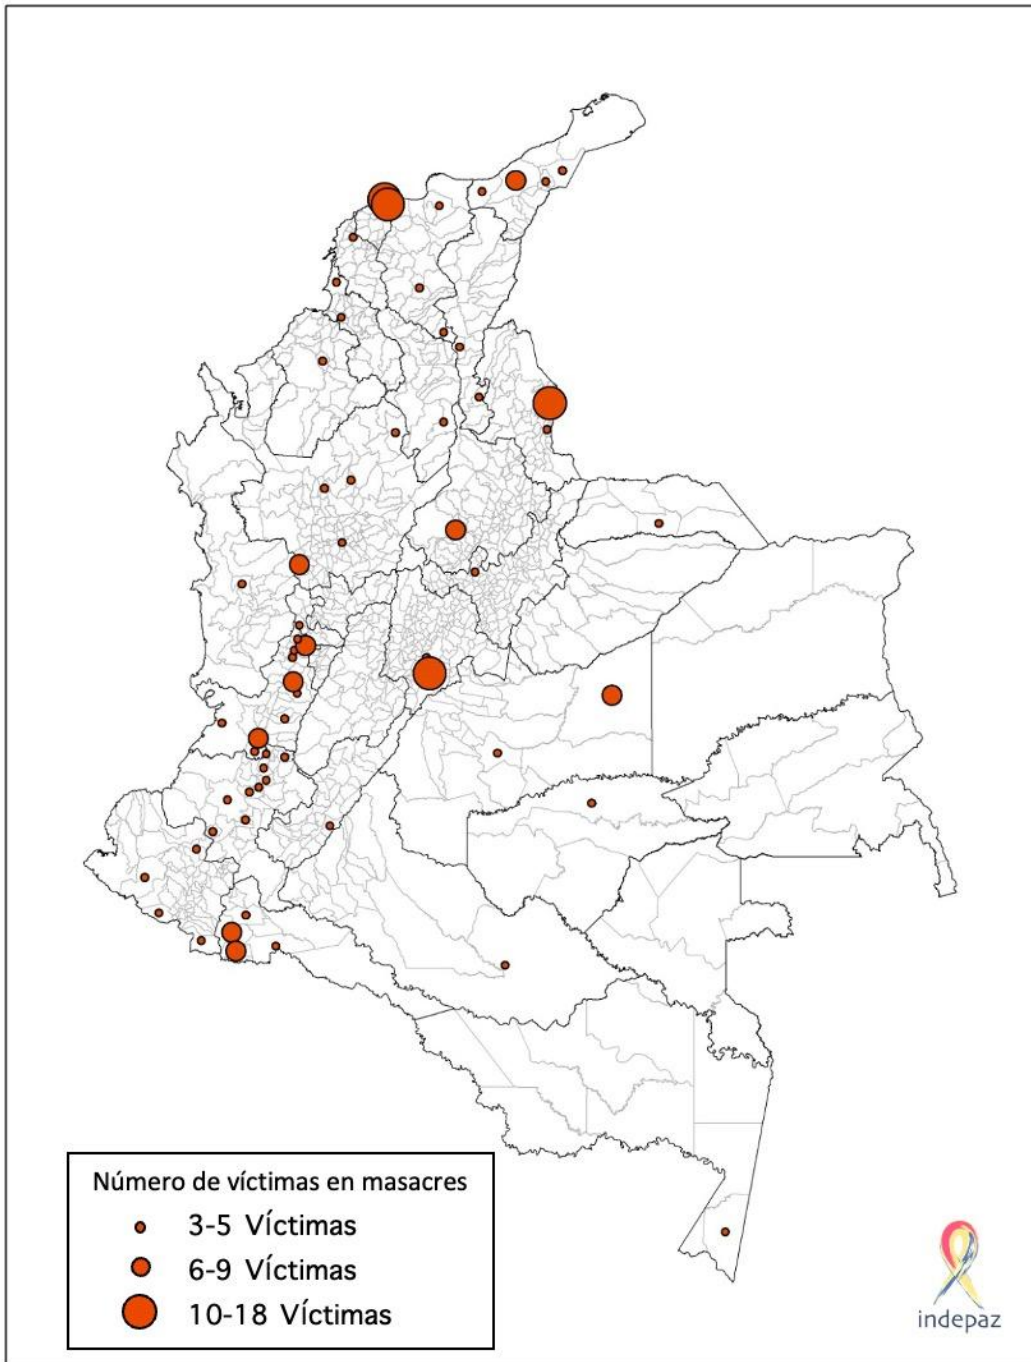 Número de víctimas en masacres
3-5 Víctimas
6-9 Víctimas
10-18 Víctimas
indepaz